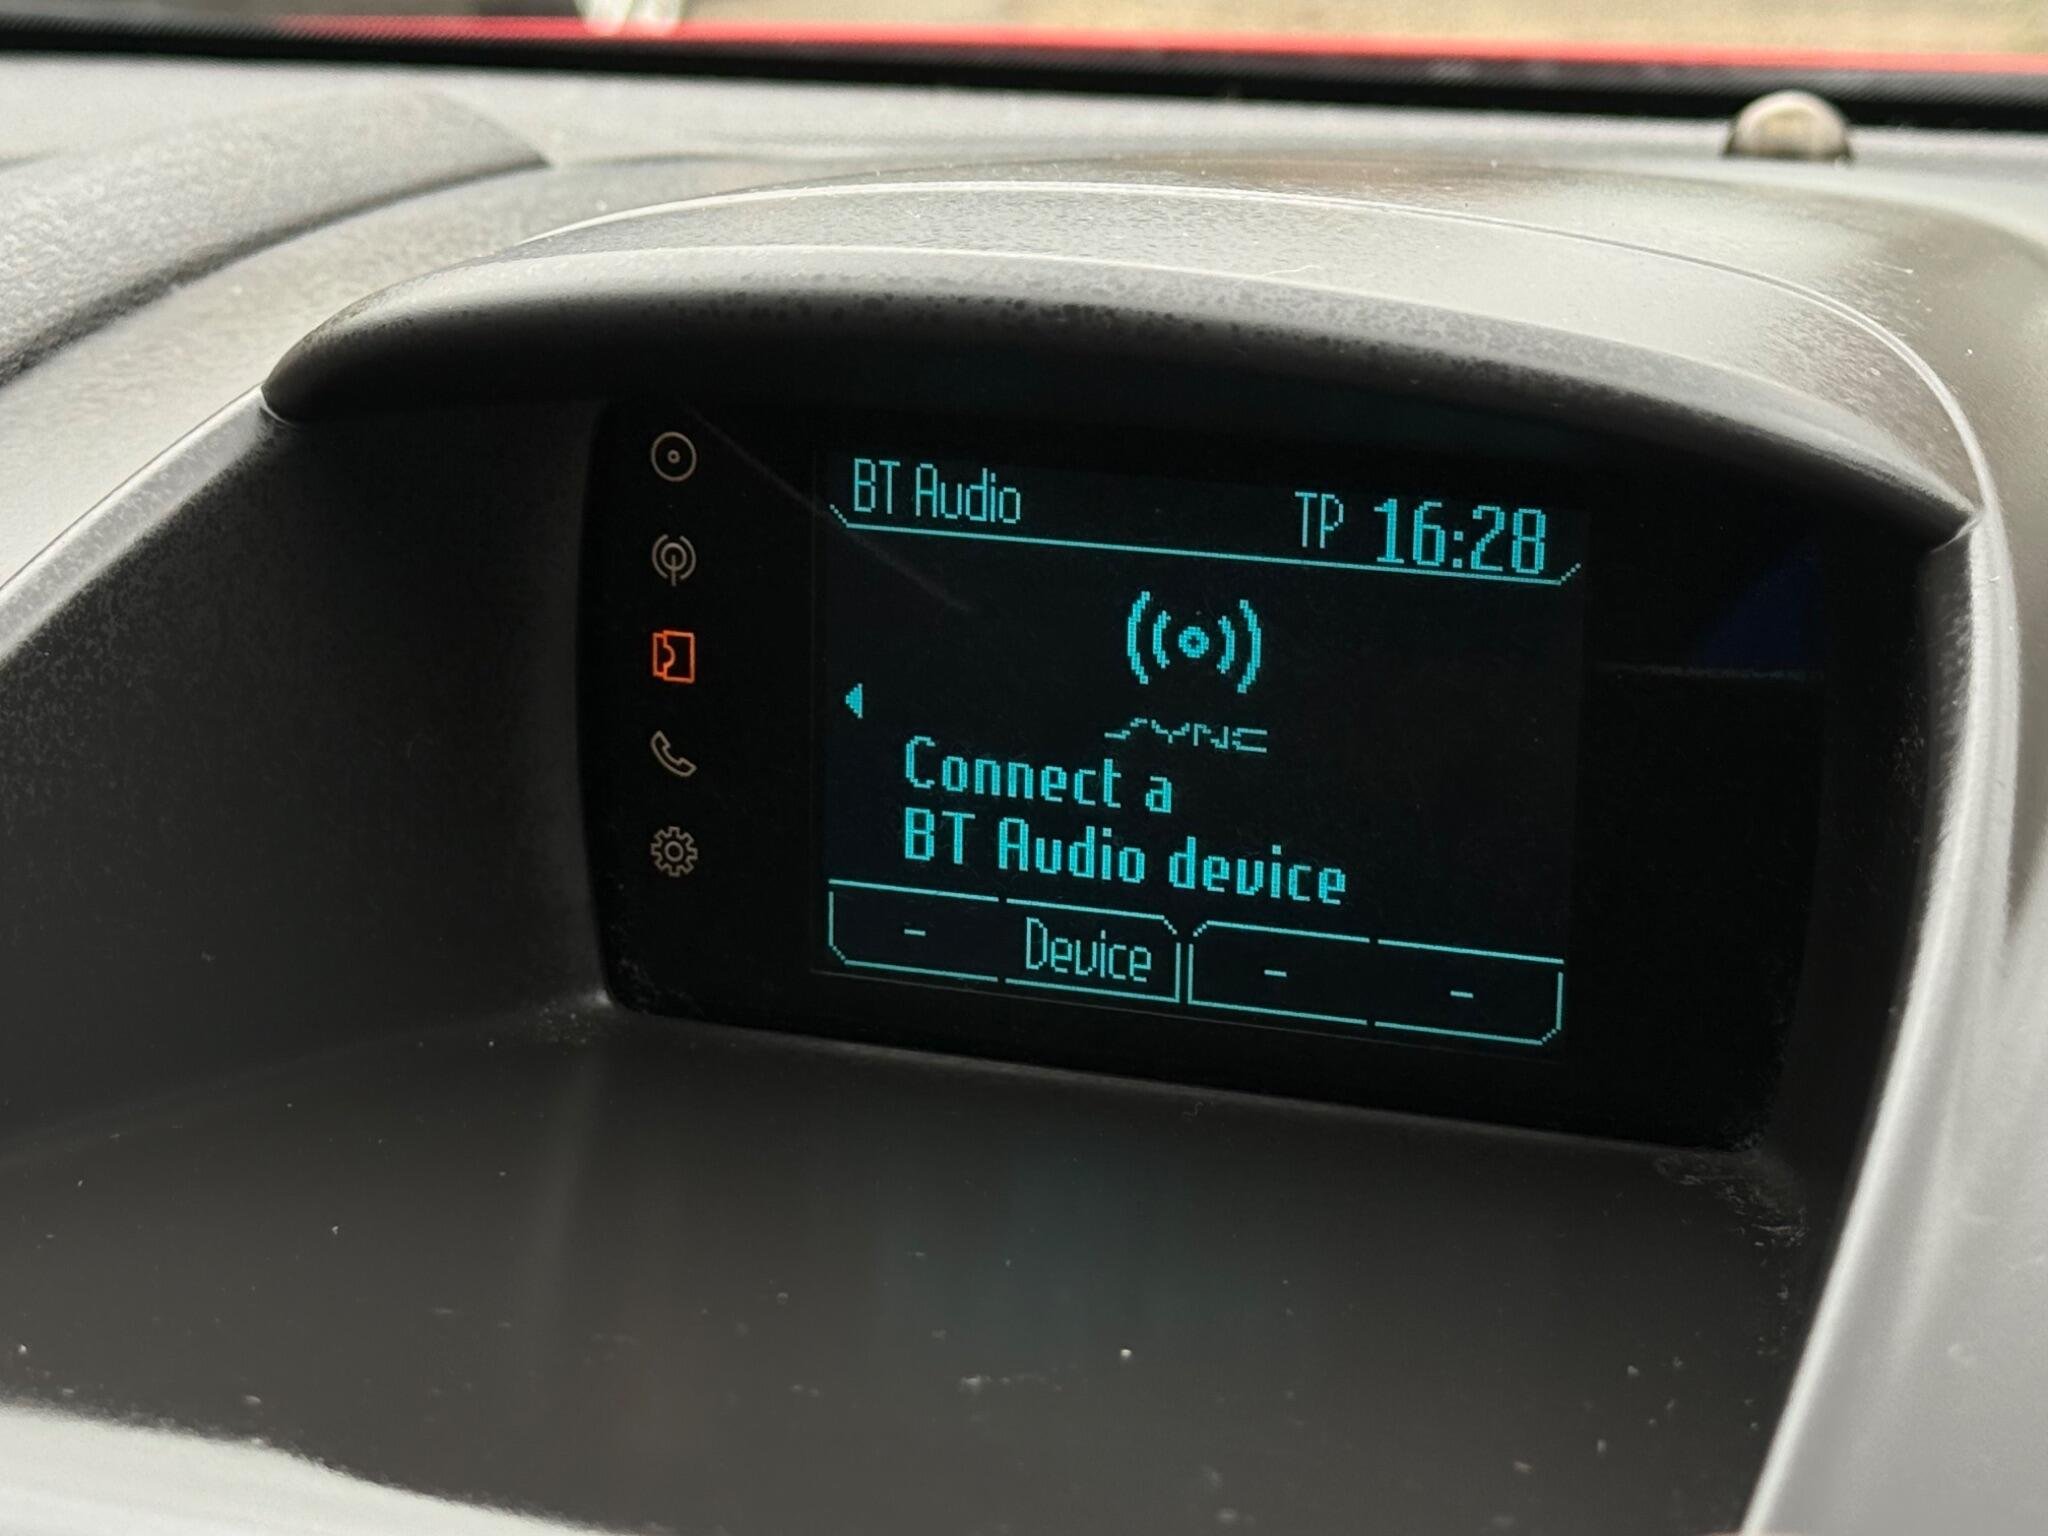 BT Audio TP 16:28
SYNC
Connect a
BT Audio device
- Device - -